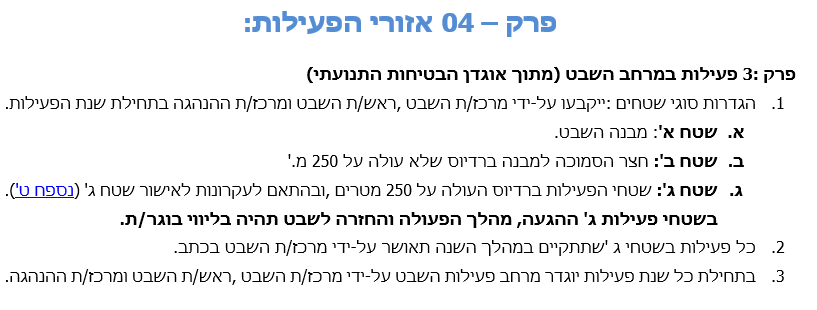 פרק – 04 אזורי הפעילות:
פרק 3: פעילות במרחב השבט (מתוך אוגדן הבטיחות התנועתי)
1. הגדרות סוגי שטחים: ייקבעו על-ידי מרכז/ת השבט, ראש/ת השבט ומרכז/ת ההנהגה בתחילת שנת הפעילות.
א. שטח א': מבנה השבט.
ב. שטח ב': חצר הסמוכה למבנה ברדיוס שלא עולה על 250 מ'.
ג. שטח ג': שטחי הפעילות ברדיוס העולה על 250 מטרים, ובהתאם לעקרונות לאישור שטח ג' (נספח ט').
בשטחי פעילות ג' ההגעה, מהלך הפעולה והחזרה לשבט תהיה בליווי בוגר/ת.
2. כל פעילות בשטחי ג' שתתקיים במהלך השנה תאושר על-ידי מרכז/ת השבט בכתב.
3. בתחילת כל שנת פעילות יוגדר מרחב פעילות השבט על-ידי מרכז/ת השבט, ראש/ת השבט ומרכז/ת ההנהגה.